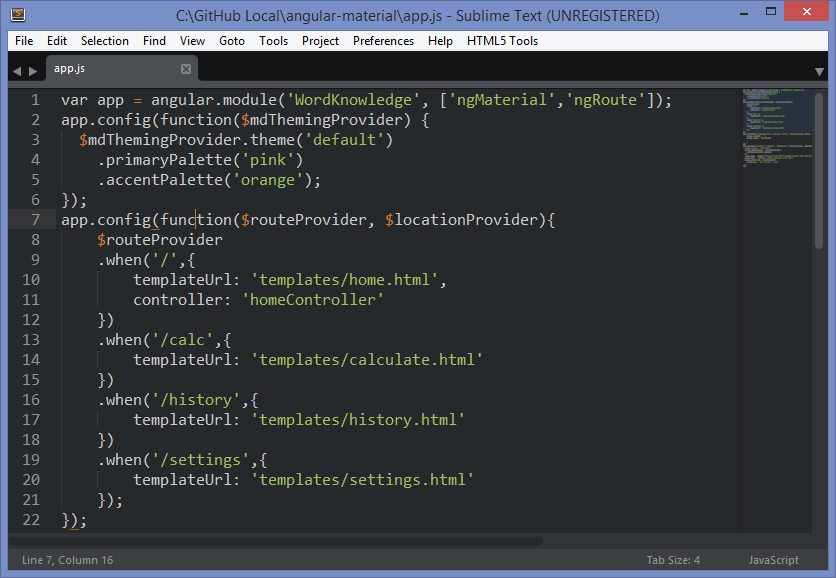 C:\GitHub Local\angular-material\app.js - Sublime Text (UNREGISTERED)
File Edit Selection Find View Goto Tools Project Preferences Help HTML5 Tools
app.js
1 var app = angular.module('WordKnowledge', ['ngMaterial','ngRoute']);
2 app.config(function($mdThemingProvider) {
3   $mdThemingProvider.theme('default')
4     .primaryPalette('pink')
5     .accentPalette('orange');
6 });
7 app.config(function($routeProvider, $locationProvider){
8     $routeProvider
9     .when('/',{
10         templateUrl: 'templates/home.html',
11         controller: 'homeController'
12     })
13     .when('/calc',{
14         templateUrl: 'templates/calculate.html'
15     })
16     .when('/history',{
17         templateUrl: 'templates/history.html'
18     })
19     .when('/settings',{
20         templateUrl: 'templates/settings.html'
21     });
22 });
Line 7, Column 16 Tab Size: 4 JavaScript